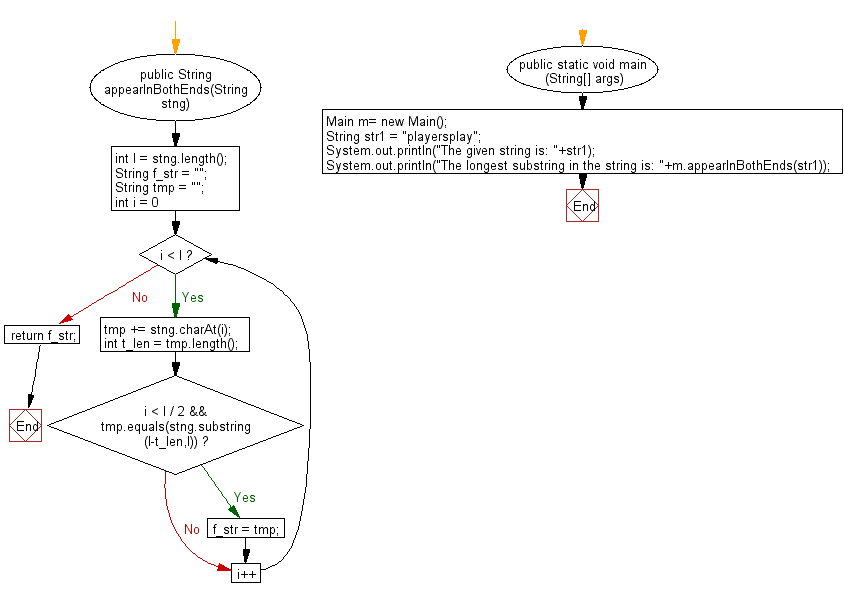 public String
appearInBothEnds(String
stng)
int l = stng.length();
String f_str = "";
String tmp = "";
int i = 0
i < l ?
No
Yes
return f_str;
End
tmp += stng.charAt(i);
int t_len = tmp.length();
i < l / 2 &&
tmp.equals(stng.substring
(l-t_len,l)) ?
Yes
No
f_str = tmp;
i++
public static void main
(String[] args)
Main m= new Main();
String str1 = "playersplay";
System.out.println("The given string is: "+str1);
System.out.println("The longest substring in the string is: "+m.appearInBothEnds(str1));
End